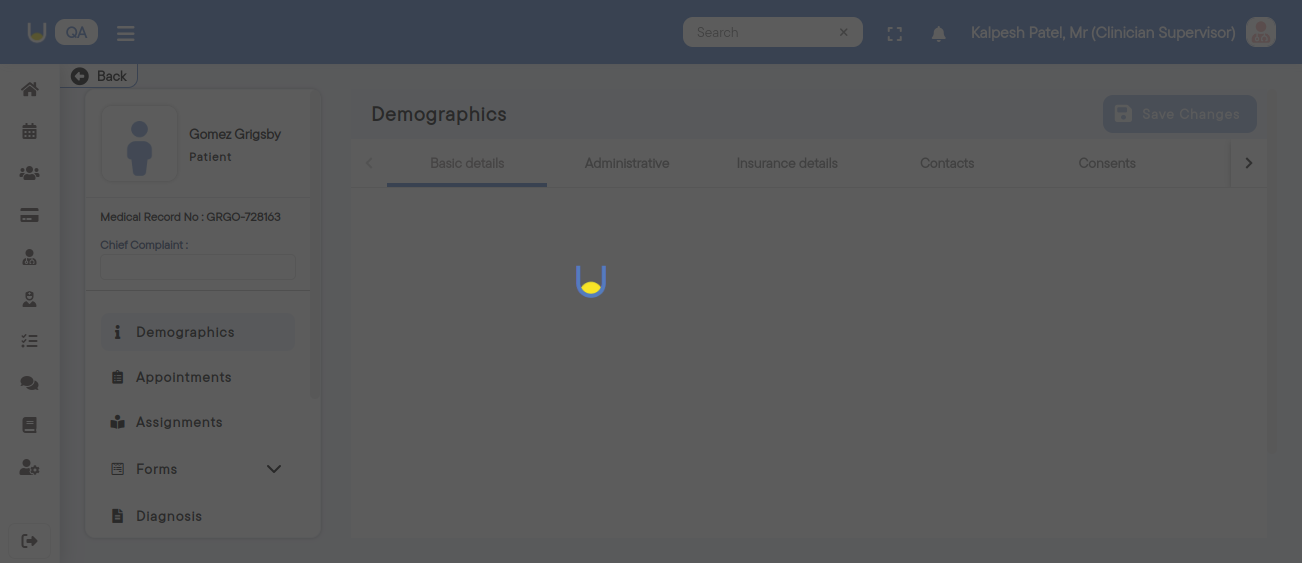 QA
Search
Kalpesh Patel, Mr (Clinician Supervisor)
Back
Gomez Grigsby
Patient
Medical Record No : GRGO-728163
Chief Complaint :
Demographics
Appointments
Assignments
Forms
Diagnosis
Demographics
Save Changes
Basic details
Administrative
Insurance details
Contacts
Consents